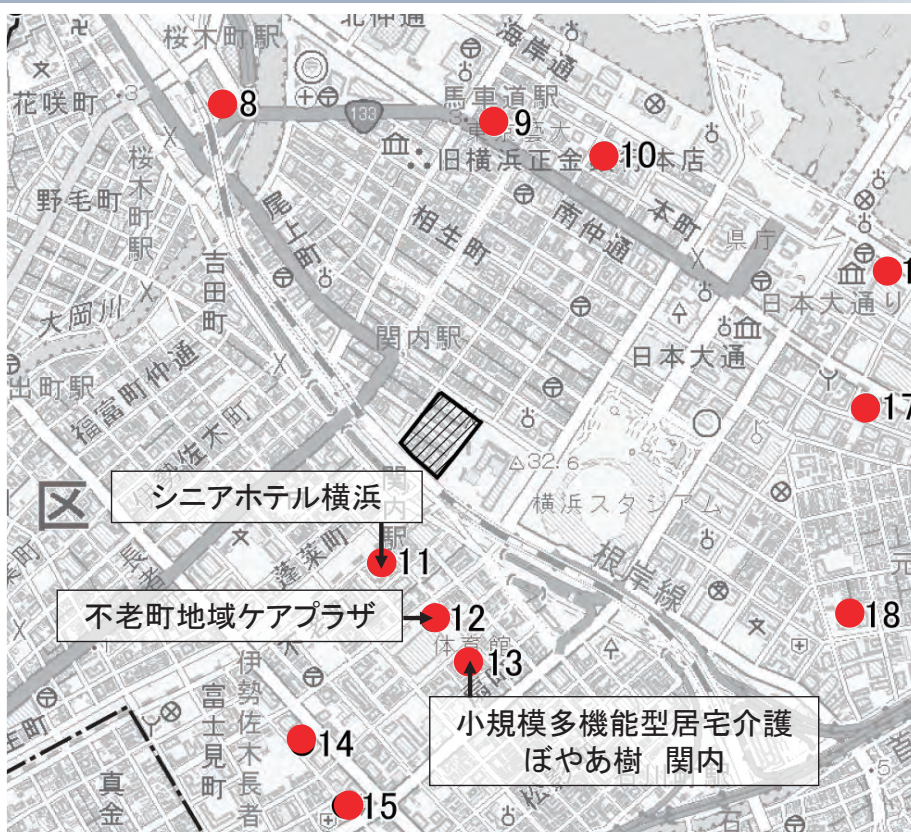 北仲通
桜木町駅
海岸通
花咲町
8
133
馬車道駅
9
10
旧横浜正金
本店
桜木町駅
野毛町
尾上町
相生町
南仲通
本町
県庁
吉田町
日本大通り
大岡川
関内駅
日本大通
出町駅
福富町仲通
17
32.6
横浜スタジアム
シニアホテル横浜
関内駅
区
蓬莱町
根岸線
11
不老町地域ケアプラザ
12
18
体育館
13
伊勢佐木長者
富士見町
小規模多機能型居宅介護
ぼやあ樹 関内
14
真金
15